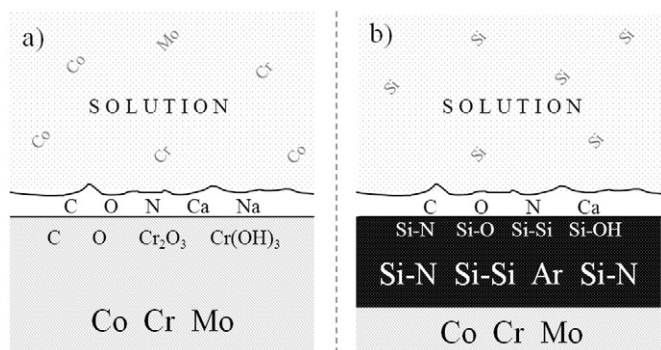 a)
Mo
Co
Cr
SOLUTION
Co
Cr
Co
C O N Ca Na
C O Cr₂O₃ Cr(OH)₃
Co Cr Mo
b)
Si
Si
Si
Si
SOLUTION
Si
Si
C O N Ca
Si-N Si-O Si-Si Si-OH
Si-N Si-Si Ar Si-N
Co Cr Mo